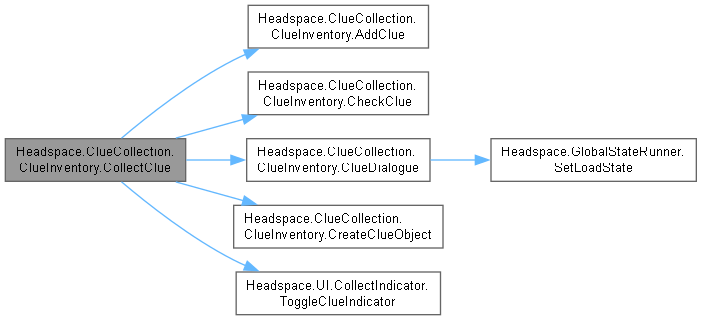 Headspace.ClueCollection.
ClueInventory.AddClue
Headspace.ClueCollection.
ClueInventory.CheckClue
Headspace.ClueCollection.
ClueInventory.CollectClue
Headspace.ClueCollection.
ClueInventory.ClueDialogue
Headspace.GlobalStateRunner.
SetLoadState
Headspace.ClueCollection.
ClueInventory.CreateClueObject
Headspace.UI.CollectIndicator.
ToggleClueIndicator